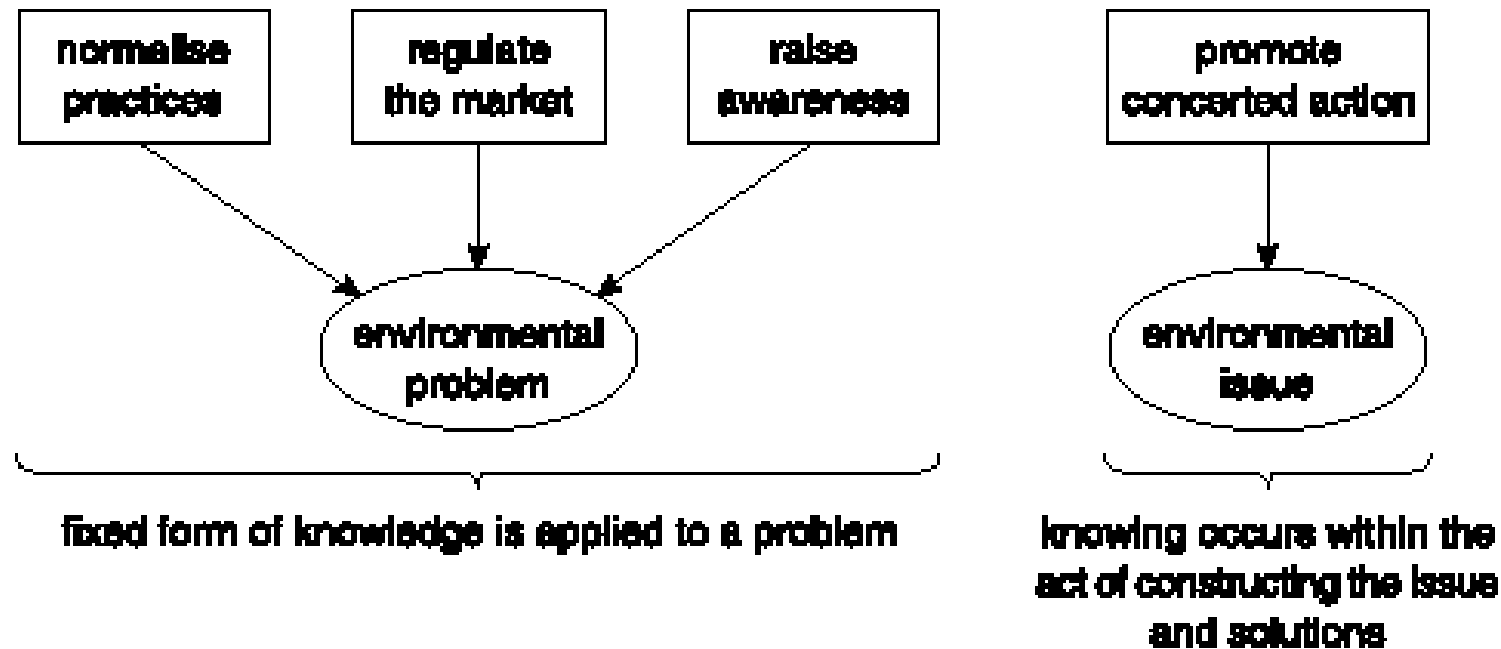 normalise
practices
regulate
the market
raise
awareness
promote
concerted action
environmental
problem
environmental
issue
fixed form of knowledge is applied to a problem
knowing occurs within the
act of constructing the issue
and solutions